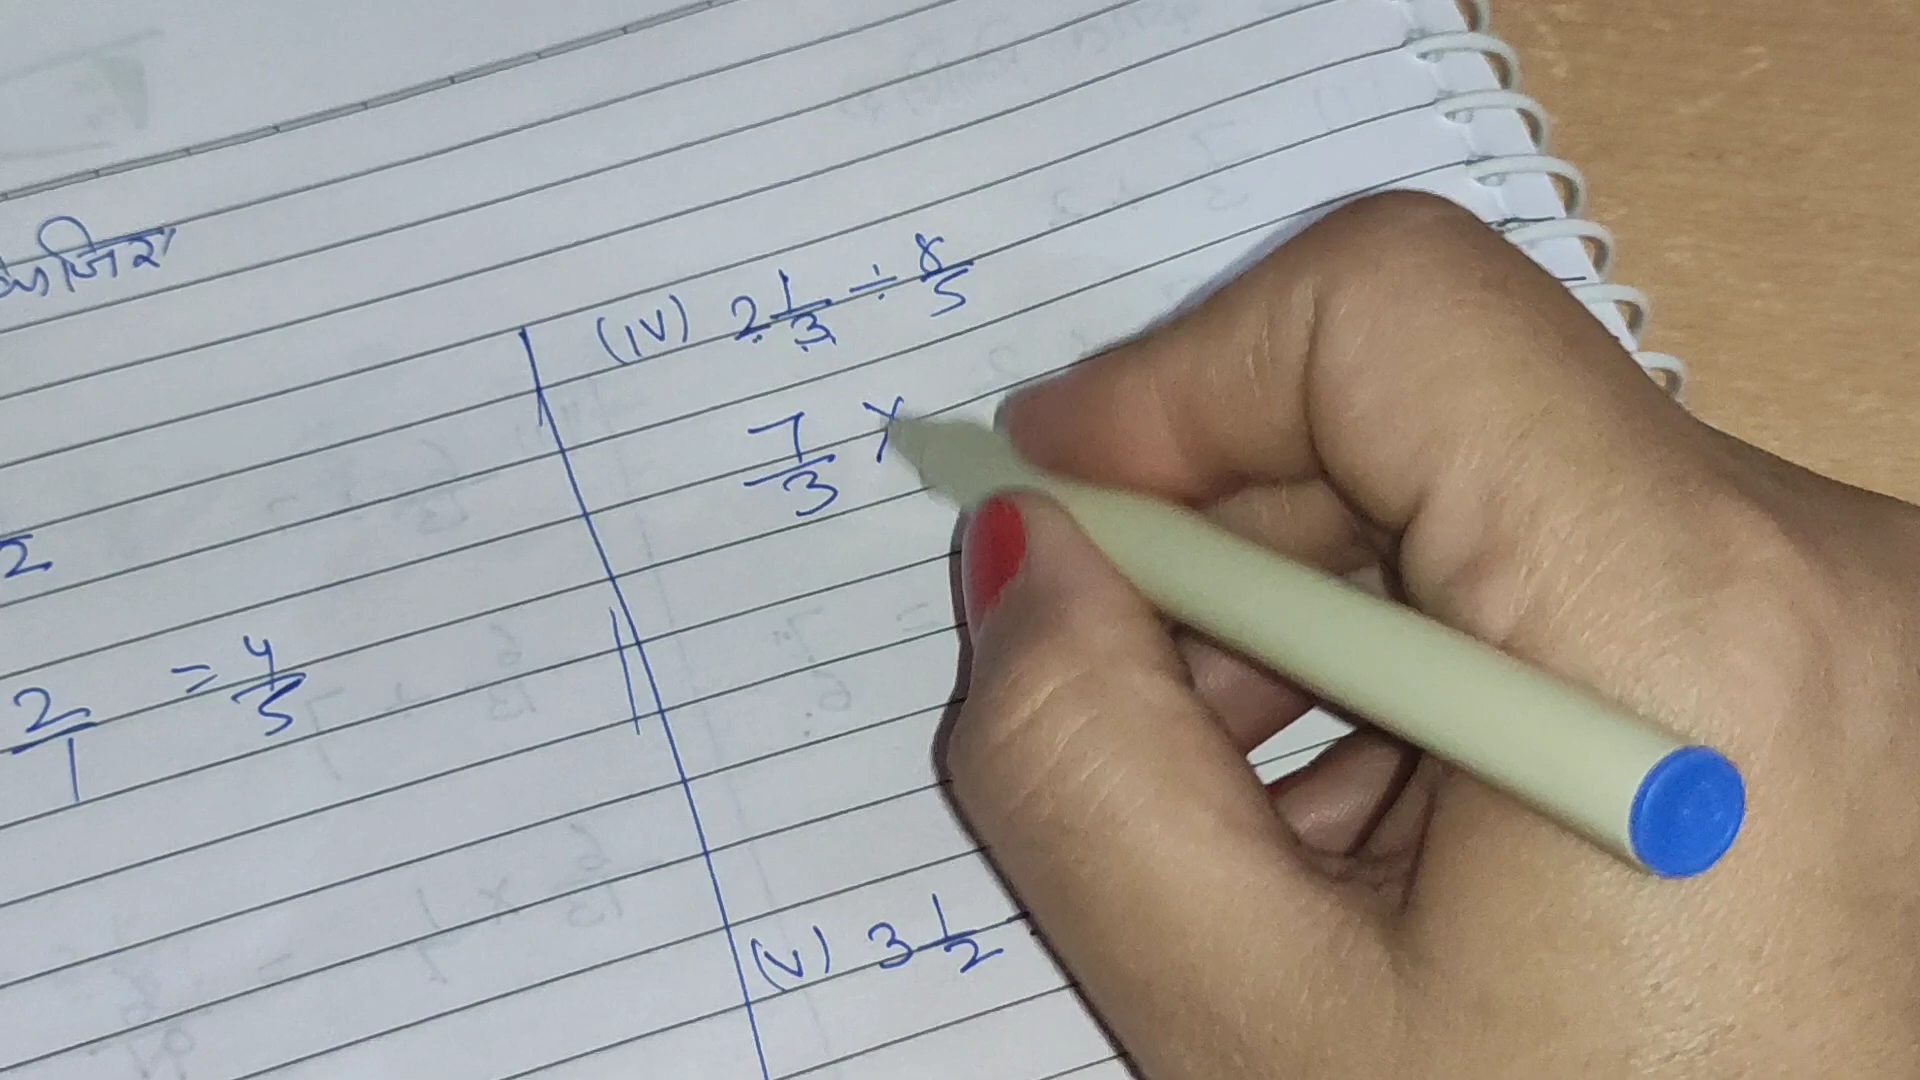 कीजिए
(iv) 2 1/3 ÷ 8/5
7/3 ×
2
2/1 = 4/5
(v) 3 1/2